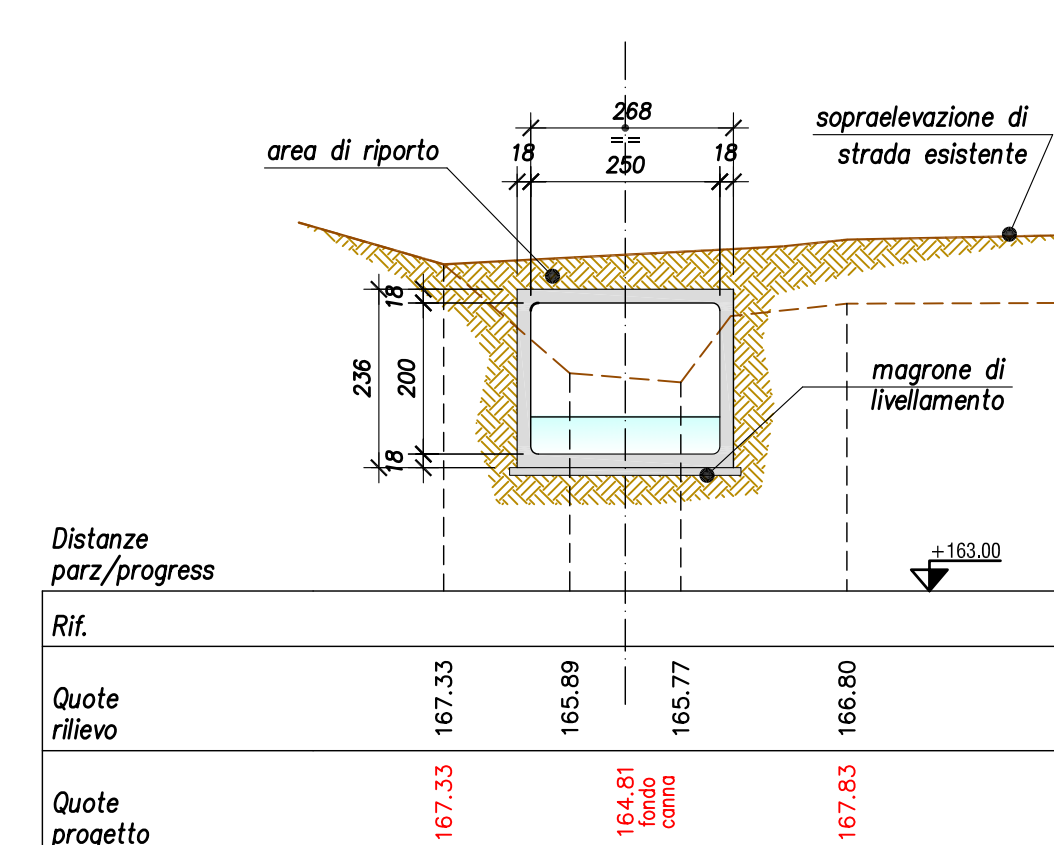 268
area di riporto
18
250
18
sopraelevazione di
strada esistente
18
236
200
18
magrone di
livellamento
Distanze
parz/progress
+163.00
Rif.
Quote
rilievo
167.33
165.89
165.77
166.80
Quote
progetto
167.33
164.81
fondo
canna
167.83